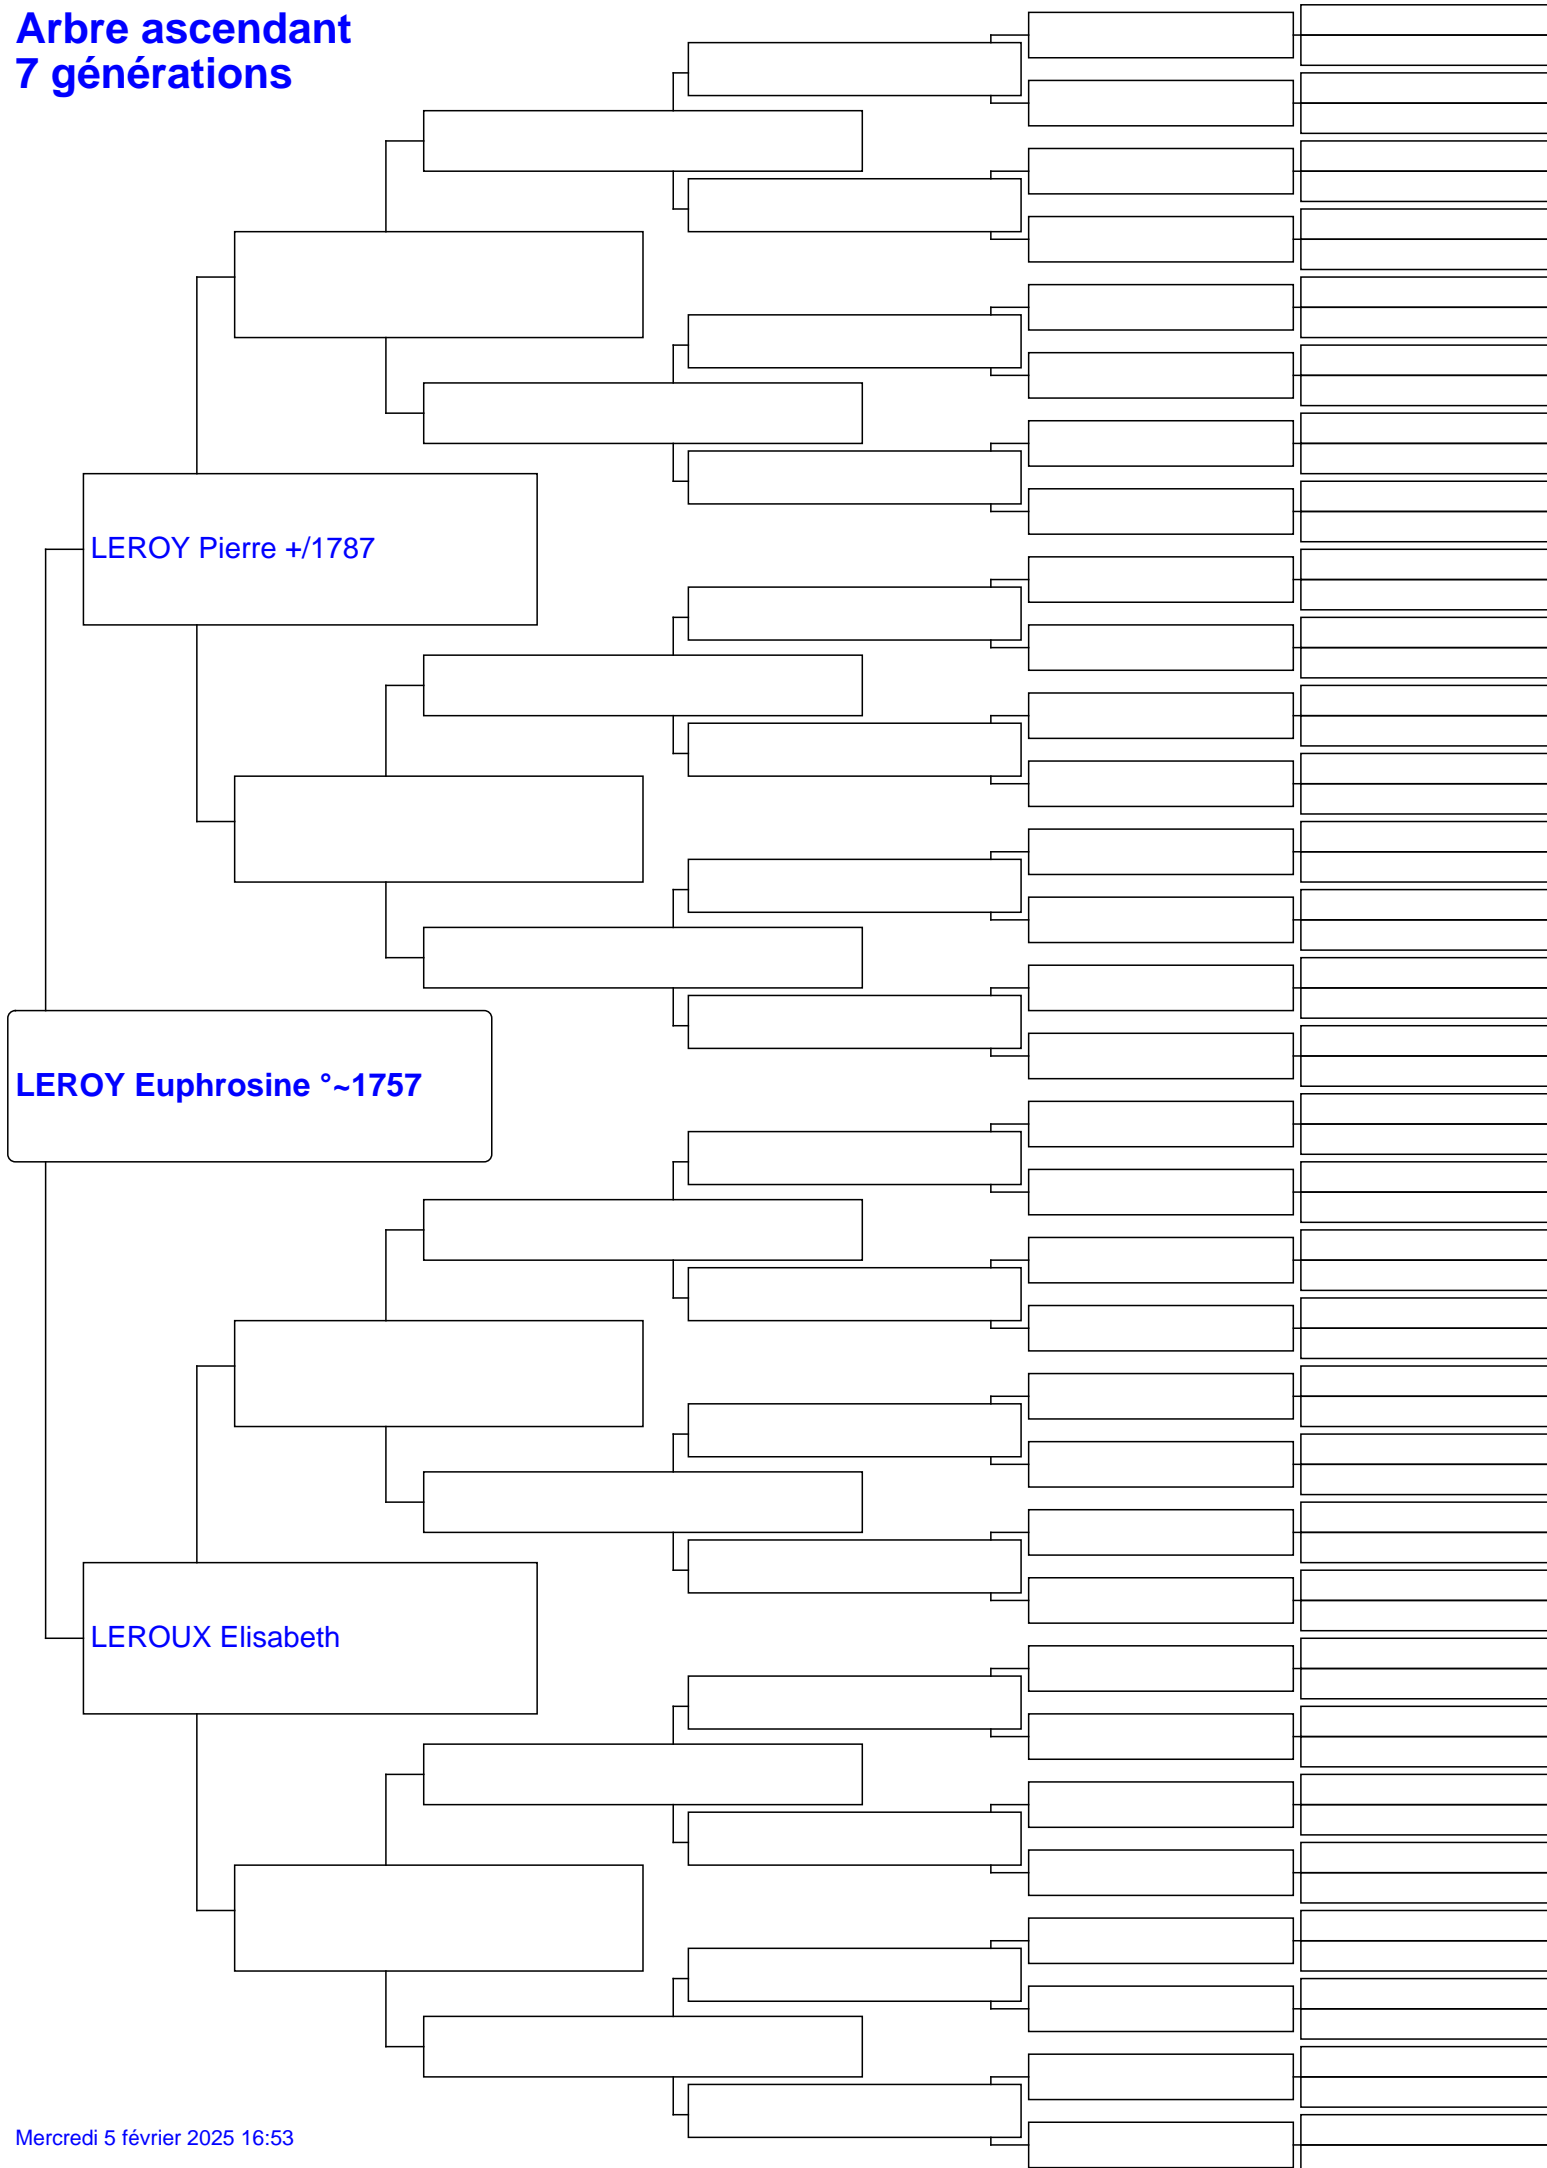 Arbre ascendant
7 générations
LEROY Pierre +/1787
LEROY Euphrosine °~1757
LEROUX Elisabeth
Mercredi 5 février 2025 16:53